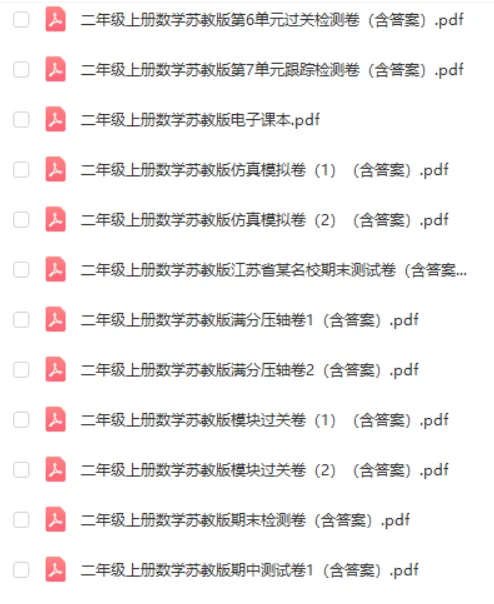 二年级上册数学苏教版第6单元过关检测卷（含答案）.pdf
二年级上册数学苏教版第7单元跟踪检测卷（含答案）.pdf
二年级上册数学苏教版电子课本.pdf
二年级上册数学苏教版仿真模拟卷（1）（含答案）.pdf
二年级上册数学苏教版仿真模拟卷（2）（含答案）.pdf
二年级上册数学苏教版江苏省某名校期末测试卷（含答案...
二年级上册数学苏教版满分压轴卷1（含答案）.pdf
二年级上册数学苏教版满分压轴卷2（含答案）.pdf
二年级上册数学苏教版模块过关卷（1）（含答案）.pdf
二年级上册数学苏教版模块过关卷（2）（含答案）.pdf
二年级上册数学苏教版期末检测卷（含答案）.pdf
二年级上册数学苏教版期中测试卷1（含答案）.pdf